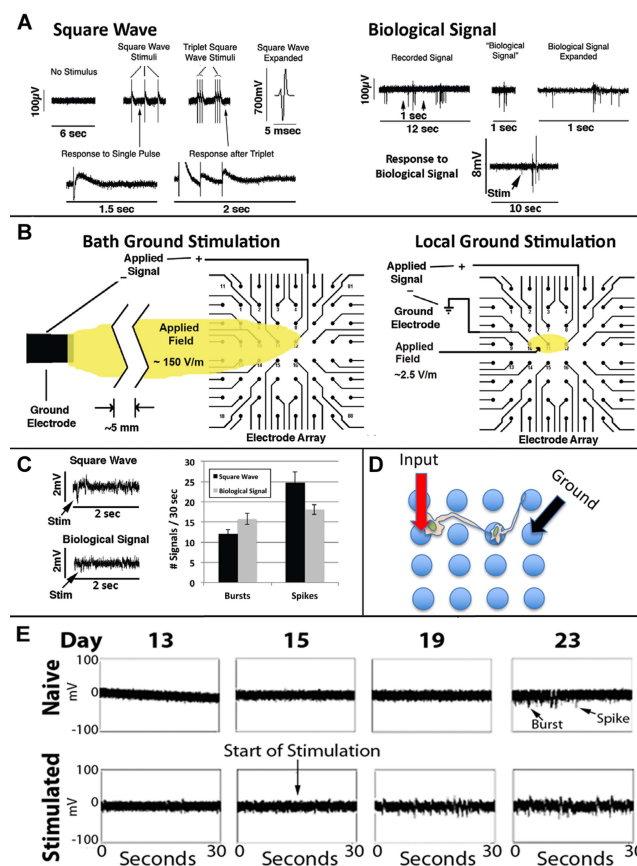 A
Square Wave
Biological Signal
No Stimulus
Square Wave
Stimuli
Triplet Square
Wave Stimuli
Square Wave
Expanded
100µV
6 sec
700mV
5 msec
Response to Single Pulse
Response after Triplet
1.5 sec
2 sec
Recorded Signal
"Biological
Signal"
Biological Signal
Expanded
100µV
1 sec
12 sec
1 sec
1 sec
Response to
Biological Signal
8mV
Stim
10 sec
B
Bath Ground Stimulation
Local Ground Stimulation
Applied
Signal
+
–
Applied
Field
~ 150 V/m
Ground
Electrode
~5 mm
Electrode Array
Applied
Signal
+
–
Ground
Electrode
Applied
Field
~2.5 V/m
Electrode Array
C
Square Wave
2mV
Stim
2 sec
Biological Signal
2mV
Stim
2 sec
# Signals / 30 sec
30
25
20
15
10
5
0
Square Wave
Biological Signal
Bursts
Spikes
D
Input
Ground
E
Day
13
15
19
23
Naive
100
mV
0
-100
Burst
Spike
Start of Stimulation
Stimulated
100
mV
0
-100
0
Seconds
30
0
Seconds
30
0
Seconds
30
0
Seconds
30